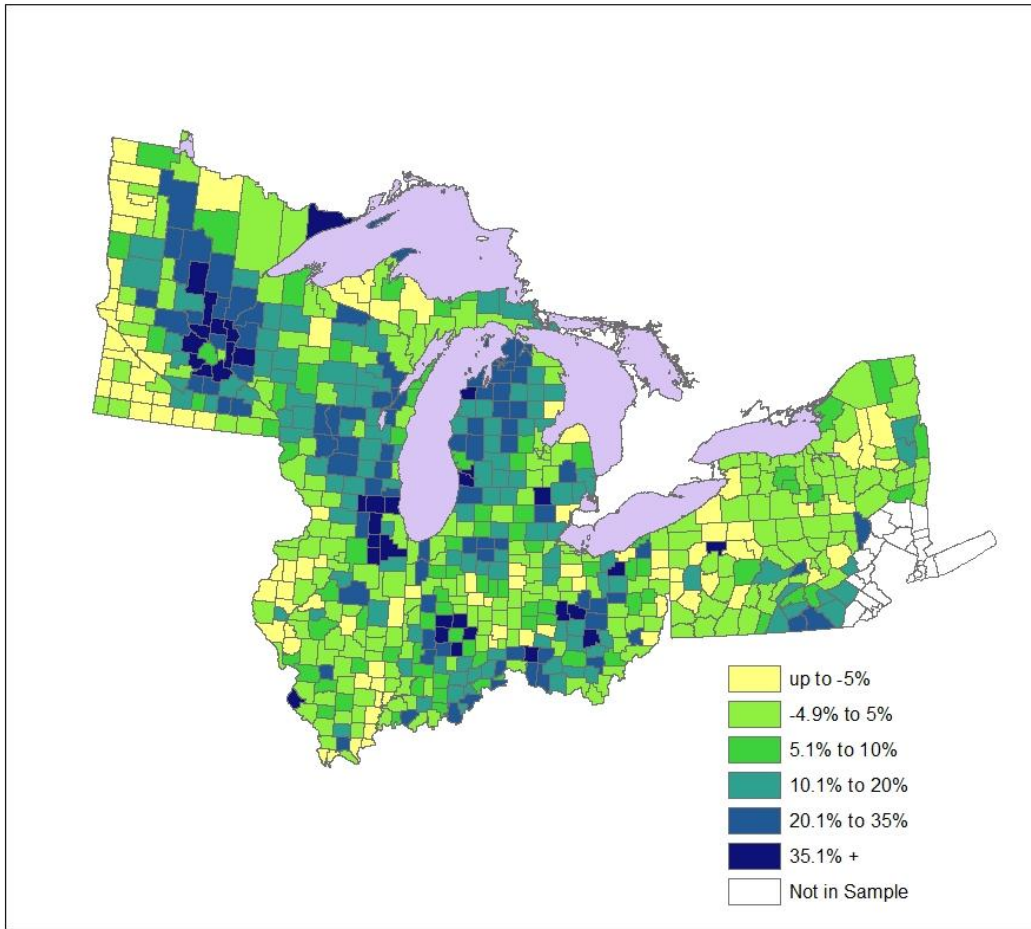 up to -5%
-4.9% to 5%
5.1% to 10%
10.1% to 20%
20.1% to 35%
35.1% +
Not in Sample